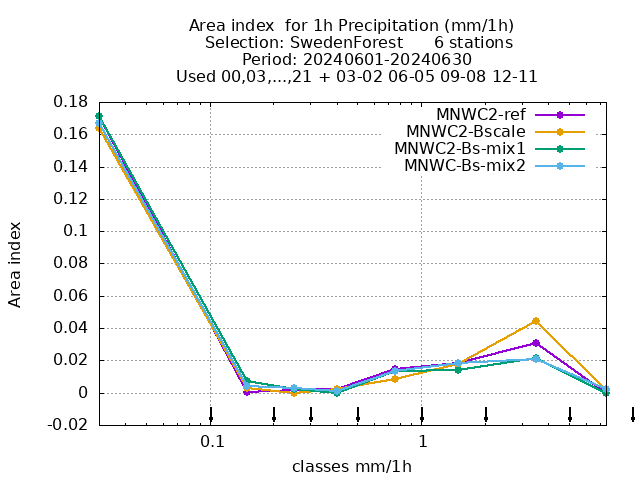 Area index  for 1h Precipitation (mm/1h)
Selection: SwedenForest      6 stations
Period: 20240601-20240630
Used 00,03,...,21 + 03-02 06-05 09-08 12-11
MNWC2-ref
MNWC2-Bscale
MNWC2-Bs-mix1
MNWC-Bs-mix2
0.18
0.16
0.14
0.12
0.1
0.08
0.06
0.04
0.02
0
-0.02
Area index
0.1
1
classes mm/1h